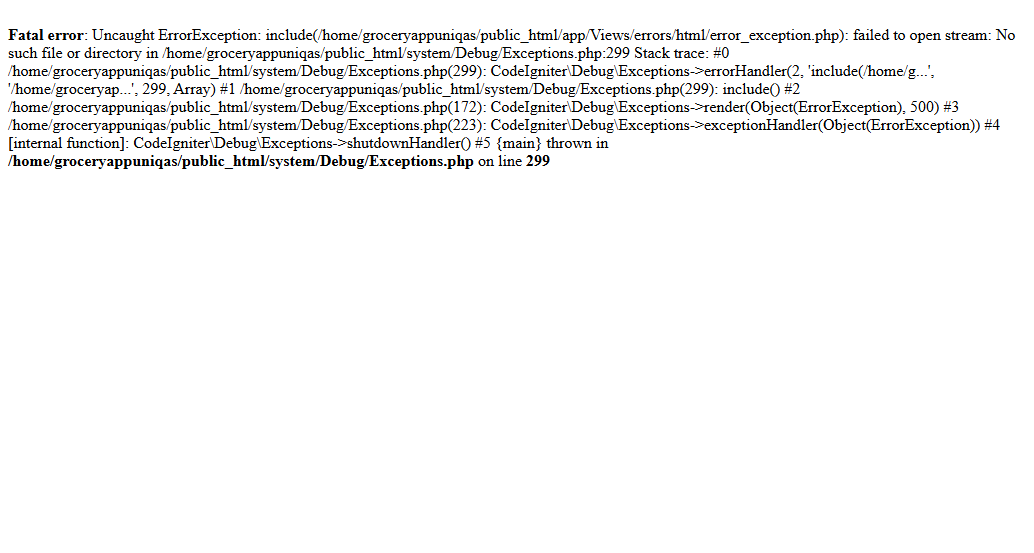 Fatal error: Uncaught ErrorException: include(/home/groceryappuniqas/public_html/app/Views/errors/html/error_exception.php): failed to open stream: No
such file or directory in /home/groceryappuniqas/public_html/system/Debug/Exceptions.php:299 Stack trace: #0
/home/groceryappuniqas/public_html/system/Debug/Exceptions.php(299): CodeIgniter\Debug\Exceptions->errorHandler(2, 'include(/home/g...',
'/home/groceryap...', 299, Array) #1 /home/groceryappuniqas/public_html/system/Debug/Exceptions.php(299): include() #2
/home/groceryappuniqas/public_html/system/Debug/Exceptions.php(172): CodeIgniter\Debug\Exceptions->render(Object(ErrorException), 500) #3
/home/groceryappuniqas/public_html/system/Debug/Exceptions.php(223): CodeIgniter\Debug\Exceptions->exceptionHandler(Object(ErrorException)) #4
[internal function]: CodeIgniter\Debug\Exceptions->shutdownHandler() #5 {main} thrown in
/home/groceryappuniqas/public_html/system/Debug/Exceptions.php on line 299